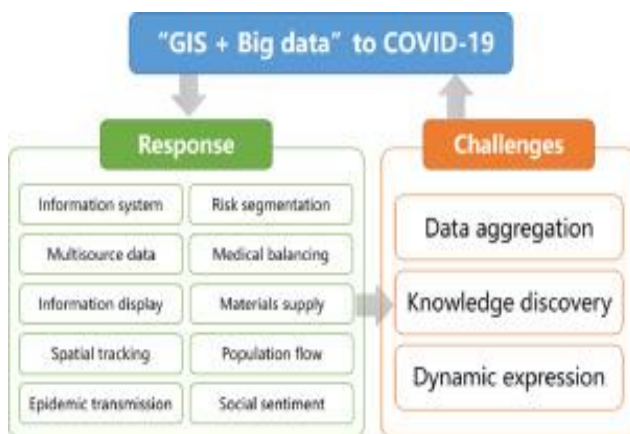 “GIS + Big data” to COVID-19
Response
Information system
Risk segmentation
Multisource data
Medical balancing
Information display
Materials supply
Spatial tracking
Population flow
Epidemic transmission
Social sentiment
Challenges
Data aggregation
Knowledge discovery
Dynamic expression